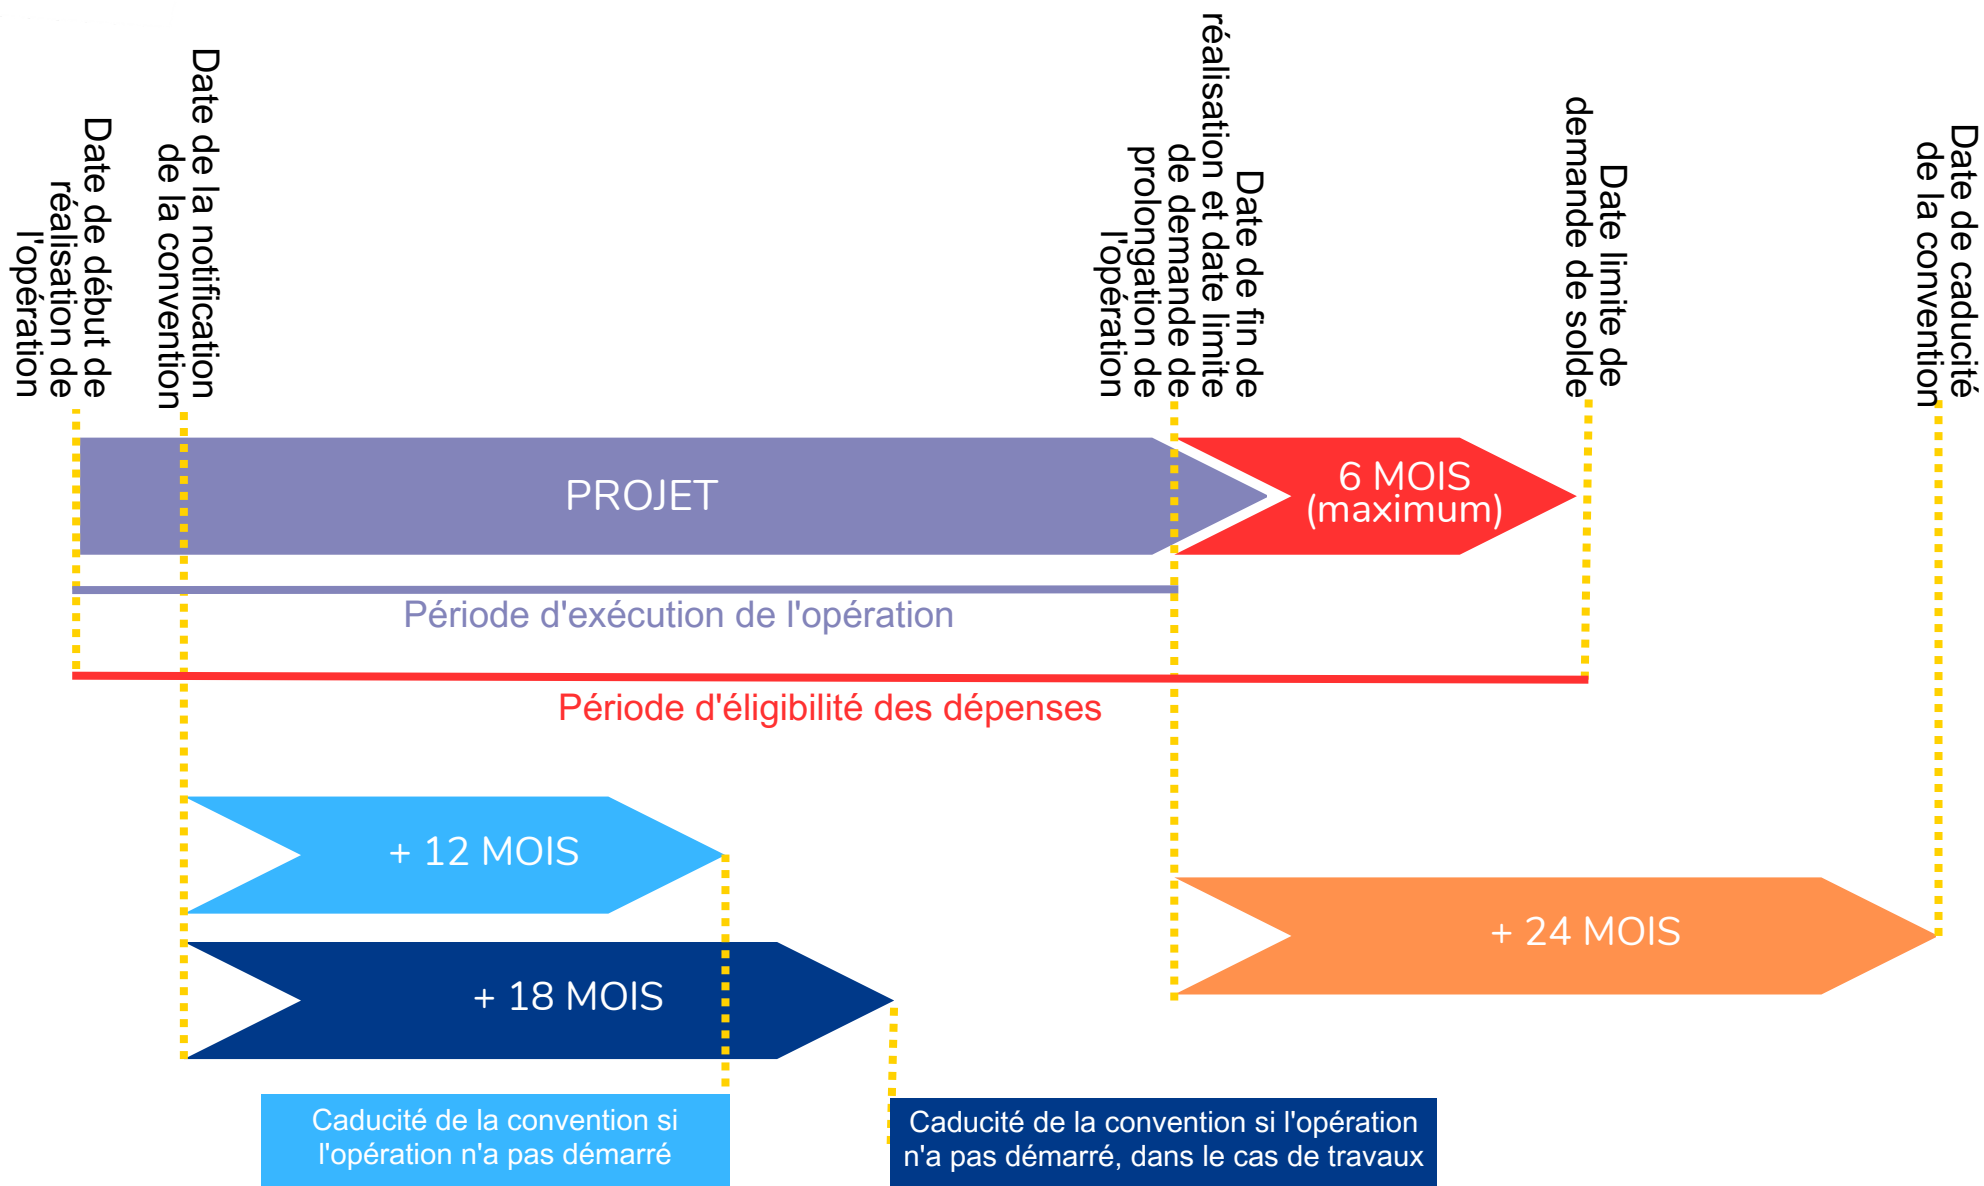 Date de début de
réalisation de
l'opération
Date de la notification
de la convention
Date de fin de
réalisation et date limite
de demande de
prolongation de
l'opération
Date limite de
demande de solde
Date de caducité
de la convention
PROJET
6 MOIS
(maximum)
Période d'exécution de l'opération
Période d'éligibilité des dépenses
+ 12 MOIS
+ 24 MOIS
+ 18 MOIS
Caducité de la convention si
l'opération n'a pas démarré
Caducité de la convention si l'opération
n'a pas démarré, dans le cas de travaux